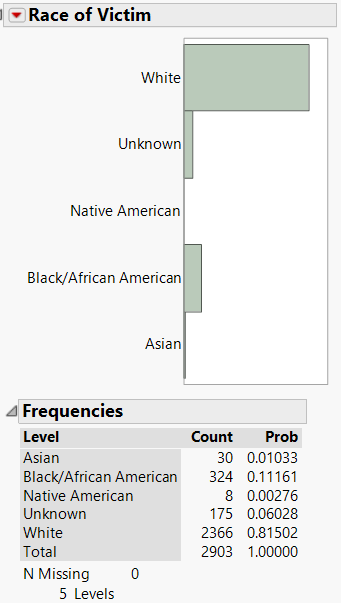 Race of Victim
White
Unknown
Native American
Black/African American
Asian
Frequencies
Level Count Prob
Asian 30 0.01033
Black/African American 324 0.11161
Native American 8 0.00276
Unknown 175 0.06028
White 2366 0.81502
Total 2903 1.00000
N Missing 0
5 Levels